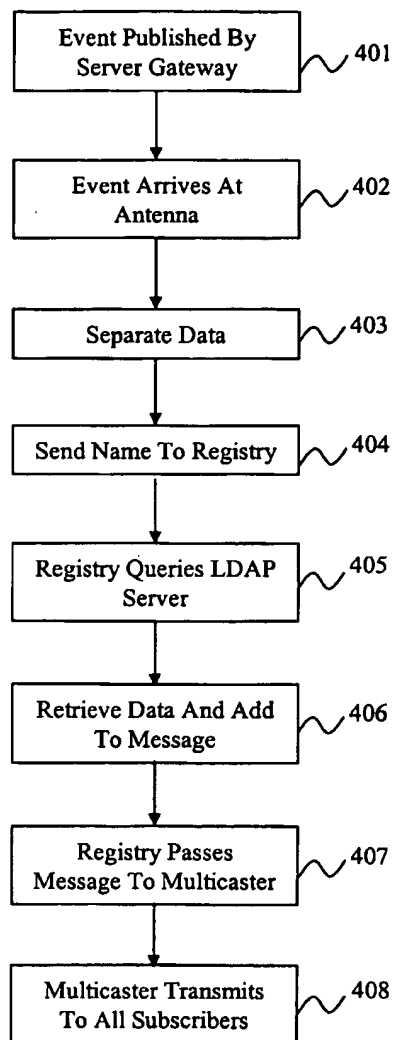 Event Published By
Server Gateway
401
Event Arrives At
Antenna
402
Separate Data
403
Send Name To Registry
404
Registry Queries LDAP
Server
405
Retrieve Data And Add
To Message
406
Registry Passes
Message To Multicaster
407
Multicaster Transmits
To All Subscribers
408